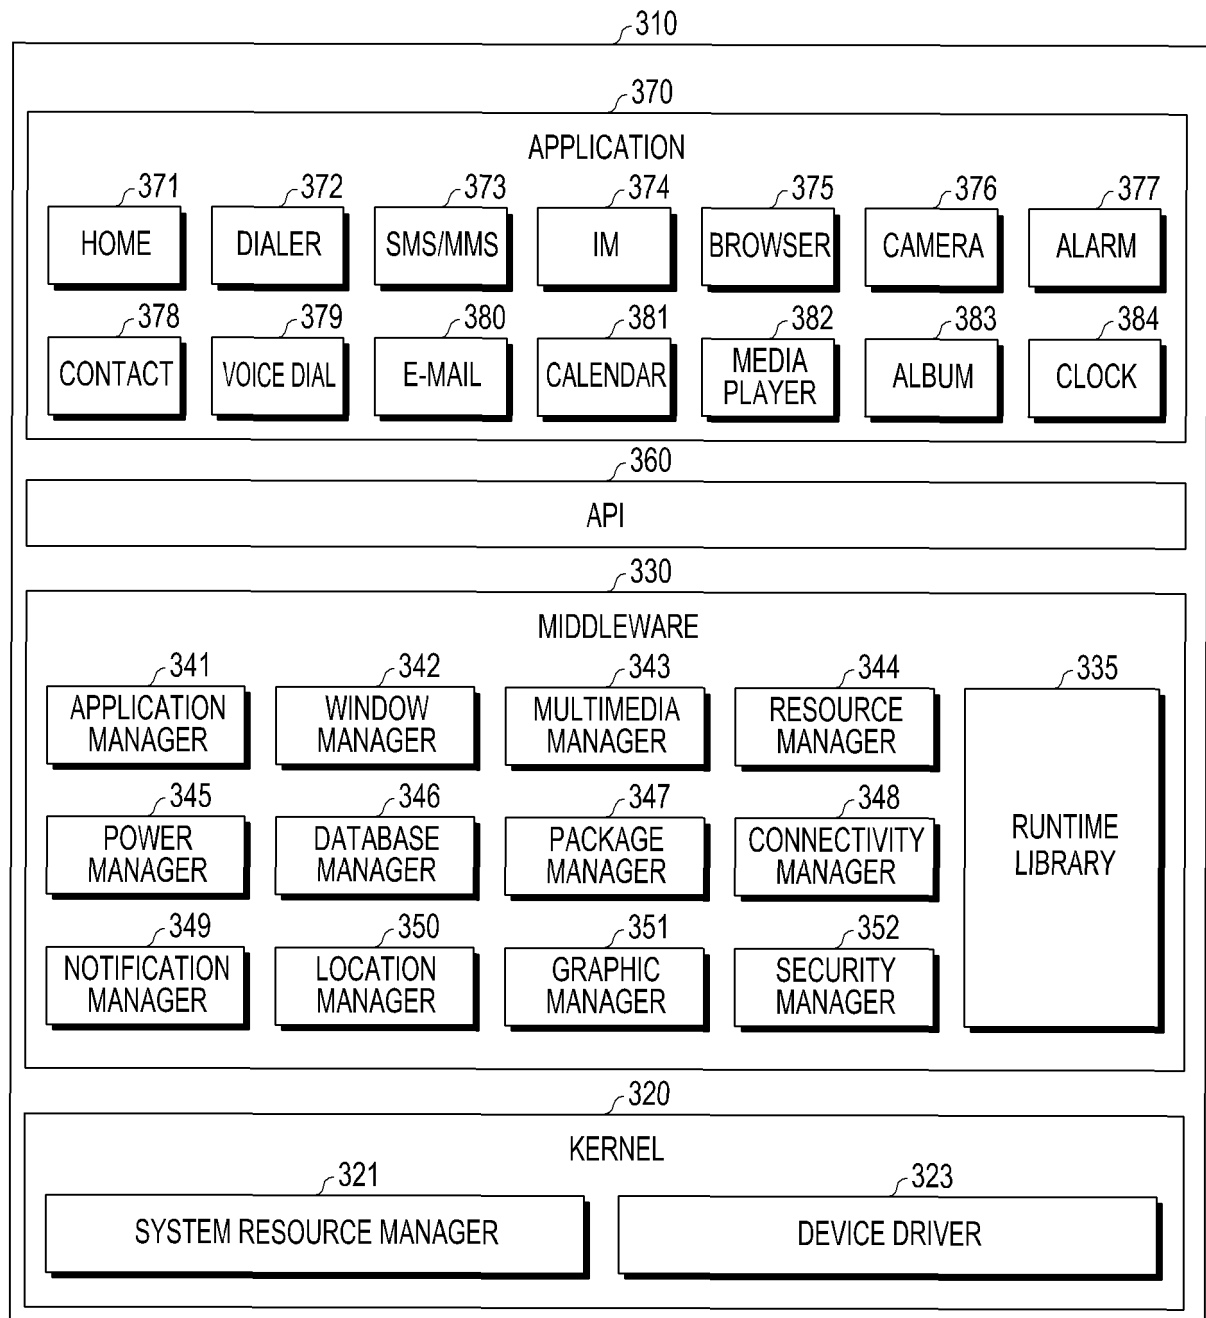 310
370
APPLICATION
371 372 373 374 375 376 377
HOME DIALER SMS/MMS IM BROWSER CAMERA ALARM
378 379 380 381 382 383 384
CONTACT VOICE DIAL E-MAIL CALENDAR MEDIA PLAYER ALBUM CLOCK
360
API
330
MIDDLEWARE
341 342 343 344 335
APPLICATION MANAGER
WINDOW MANAGER
MULTIMEDIA MANAGER
RESOURCE MANAGER
345 346 347 348
POWER MANAGER
DATABASE MANAGER
PACKAGE MANAGER
CONNECTIVITY MANAGER
RUNTIME LIBRARY
349 350 351 352
NOTIFICATION MANAGER
LOCATION MANAGER
GRAPHIC MANAGER
SECURITY MANAGER
320
KERNEL
321 323
SYSTEM RESOURCE MANAGER DEVICE DRIVER